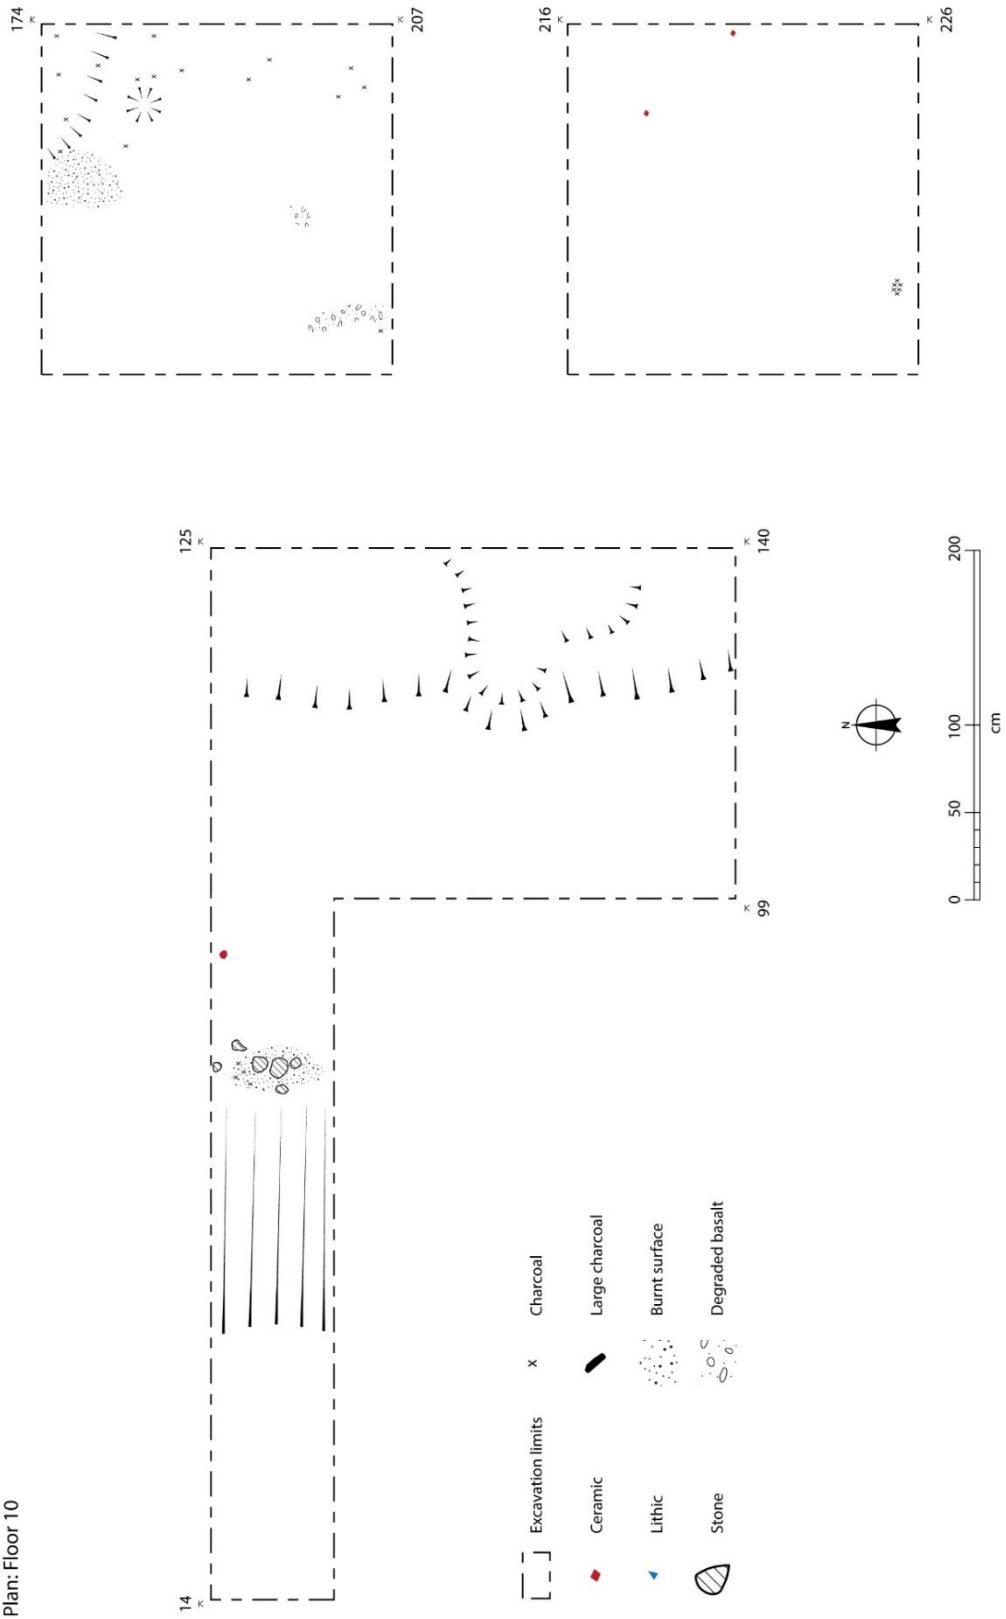 Plan: Floor 10
174
14
125
207
216
Excavation limits
Charcoal
Ceramic
Large charcoal
Lithic
Burnt surface
Stone
Degraded basalt
99
140
N
226
0 50 100 200
cm